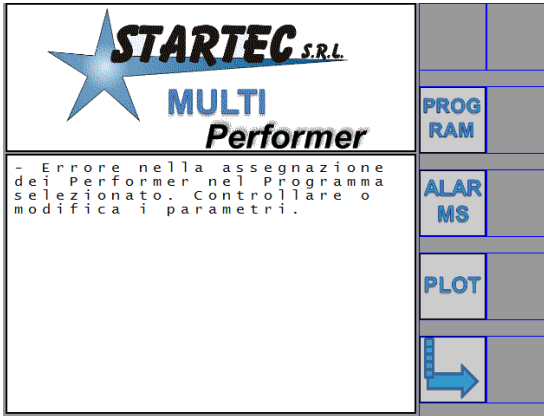 STARTEC S.R.L.
MULTI
Performer
- Errore nella assegnazione
dei Performer nel Programma
selezionato. Controllare o
modifica i parametri.
PROG
RAM
ALAR
MS
PLOT